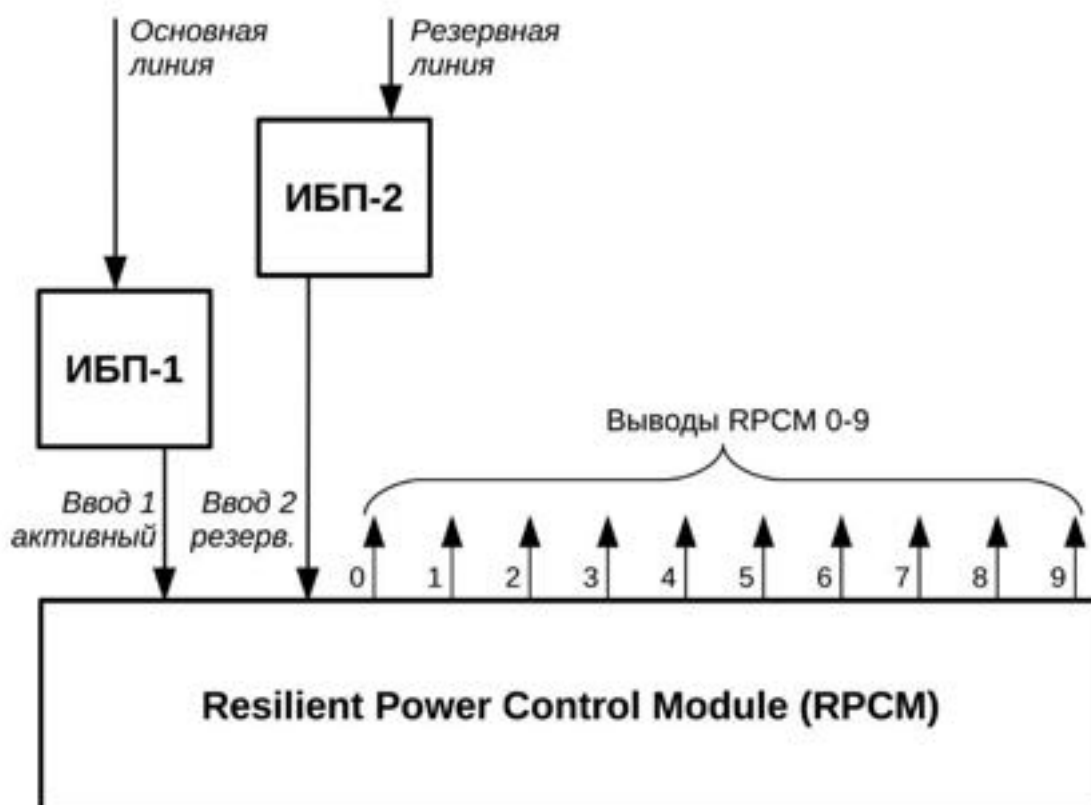 Основная
линия
Резервная
линия
ИБП-2
ИБП-1
Выводы RPCM 0-9
Ввод 1
активный
Ввод 2
резерв.
0 1 2 3 4 5 6 7 8 9
Resilient Power Control Module (RPCM)